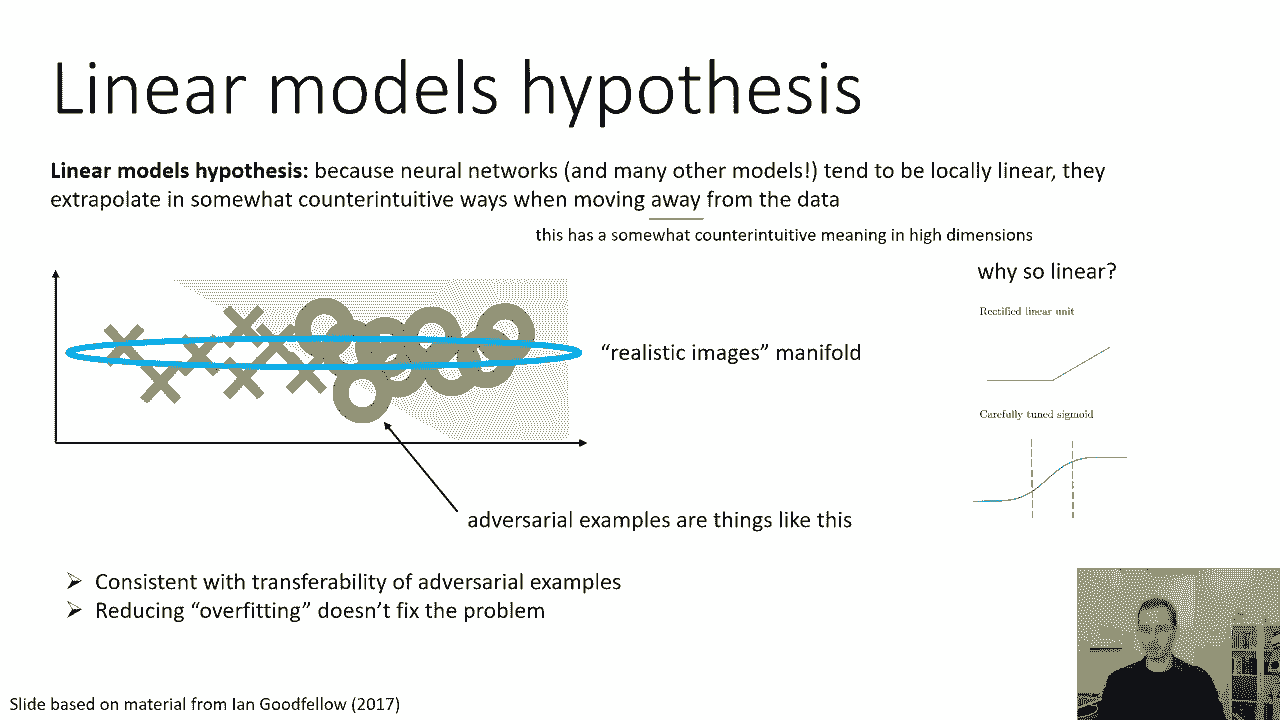 Linear models hypothesis
Linear models hypothesis: because neural networks (and many other models!) tend to be locally linear, they
extrapolate in somewhat counterintuitive ways when moving away from the data
this has a somewhat counterintuitive meaning in high dimensions
why so linear?
Rectified linear unit
"realistic images" manifold
Carefully tuned sigmoid
adversarial examples are things like this
➢ Consistent with transferability of adversarial examples
➢ Reducing "overfitting" doesn't fix the problem
Slide based on material from Ian Goodfellow (2017)